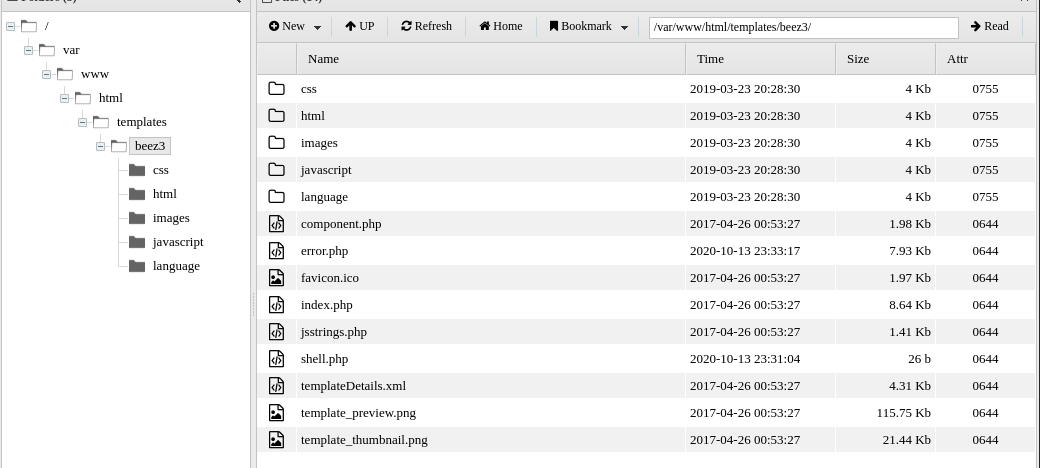 New UP Refresh Home Bookmark /var/www/html/templates/beez3/ Read
/
var
www
html
templates
beez3
css
html
images
javascript
language
Name Time Size Attr
css 2019-03-23 20:28:30 4 Kb 0755
html 2019-03-23 20:28:30 4 Kb 0755
images 2019-03-23 20:28:30 4 Kb 0755
javascript 2019-03-23 20:28:30 4 Kb 0755
language 2019-03-23 20:28:30 4 Kb 0755
component.php 2017-04-26 00:53:27 1.98 Kb 0644
error.php 2020-10-13 23:33:17 7.93 Kb 0644
favicon.ico 2017-04-26 00:53:27 1.97 Kb 0644
index.php 2017-04-26 00:53:27 8.64 Kb 0644
jsstrings.php 2017-04-26 00:53:27 1.41 Kb 0644
shell.php 2020-10-13 23:31:04 26 b 0644
templateDetails.xml 2017-04-26 00:53:27 4.31 Kb 0644
template_preview.png 2017-04-26 00:53:27 115.75 Kb 0644
template_thumbnail.png 2017-04-26 00:53:27 21.44 Kb 0644